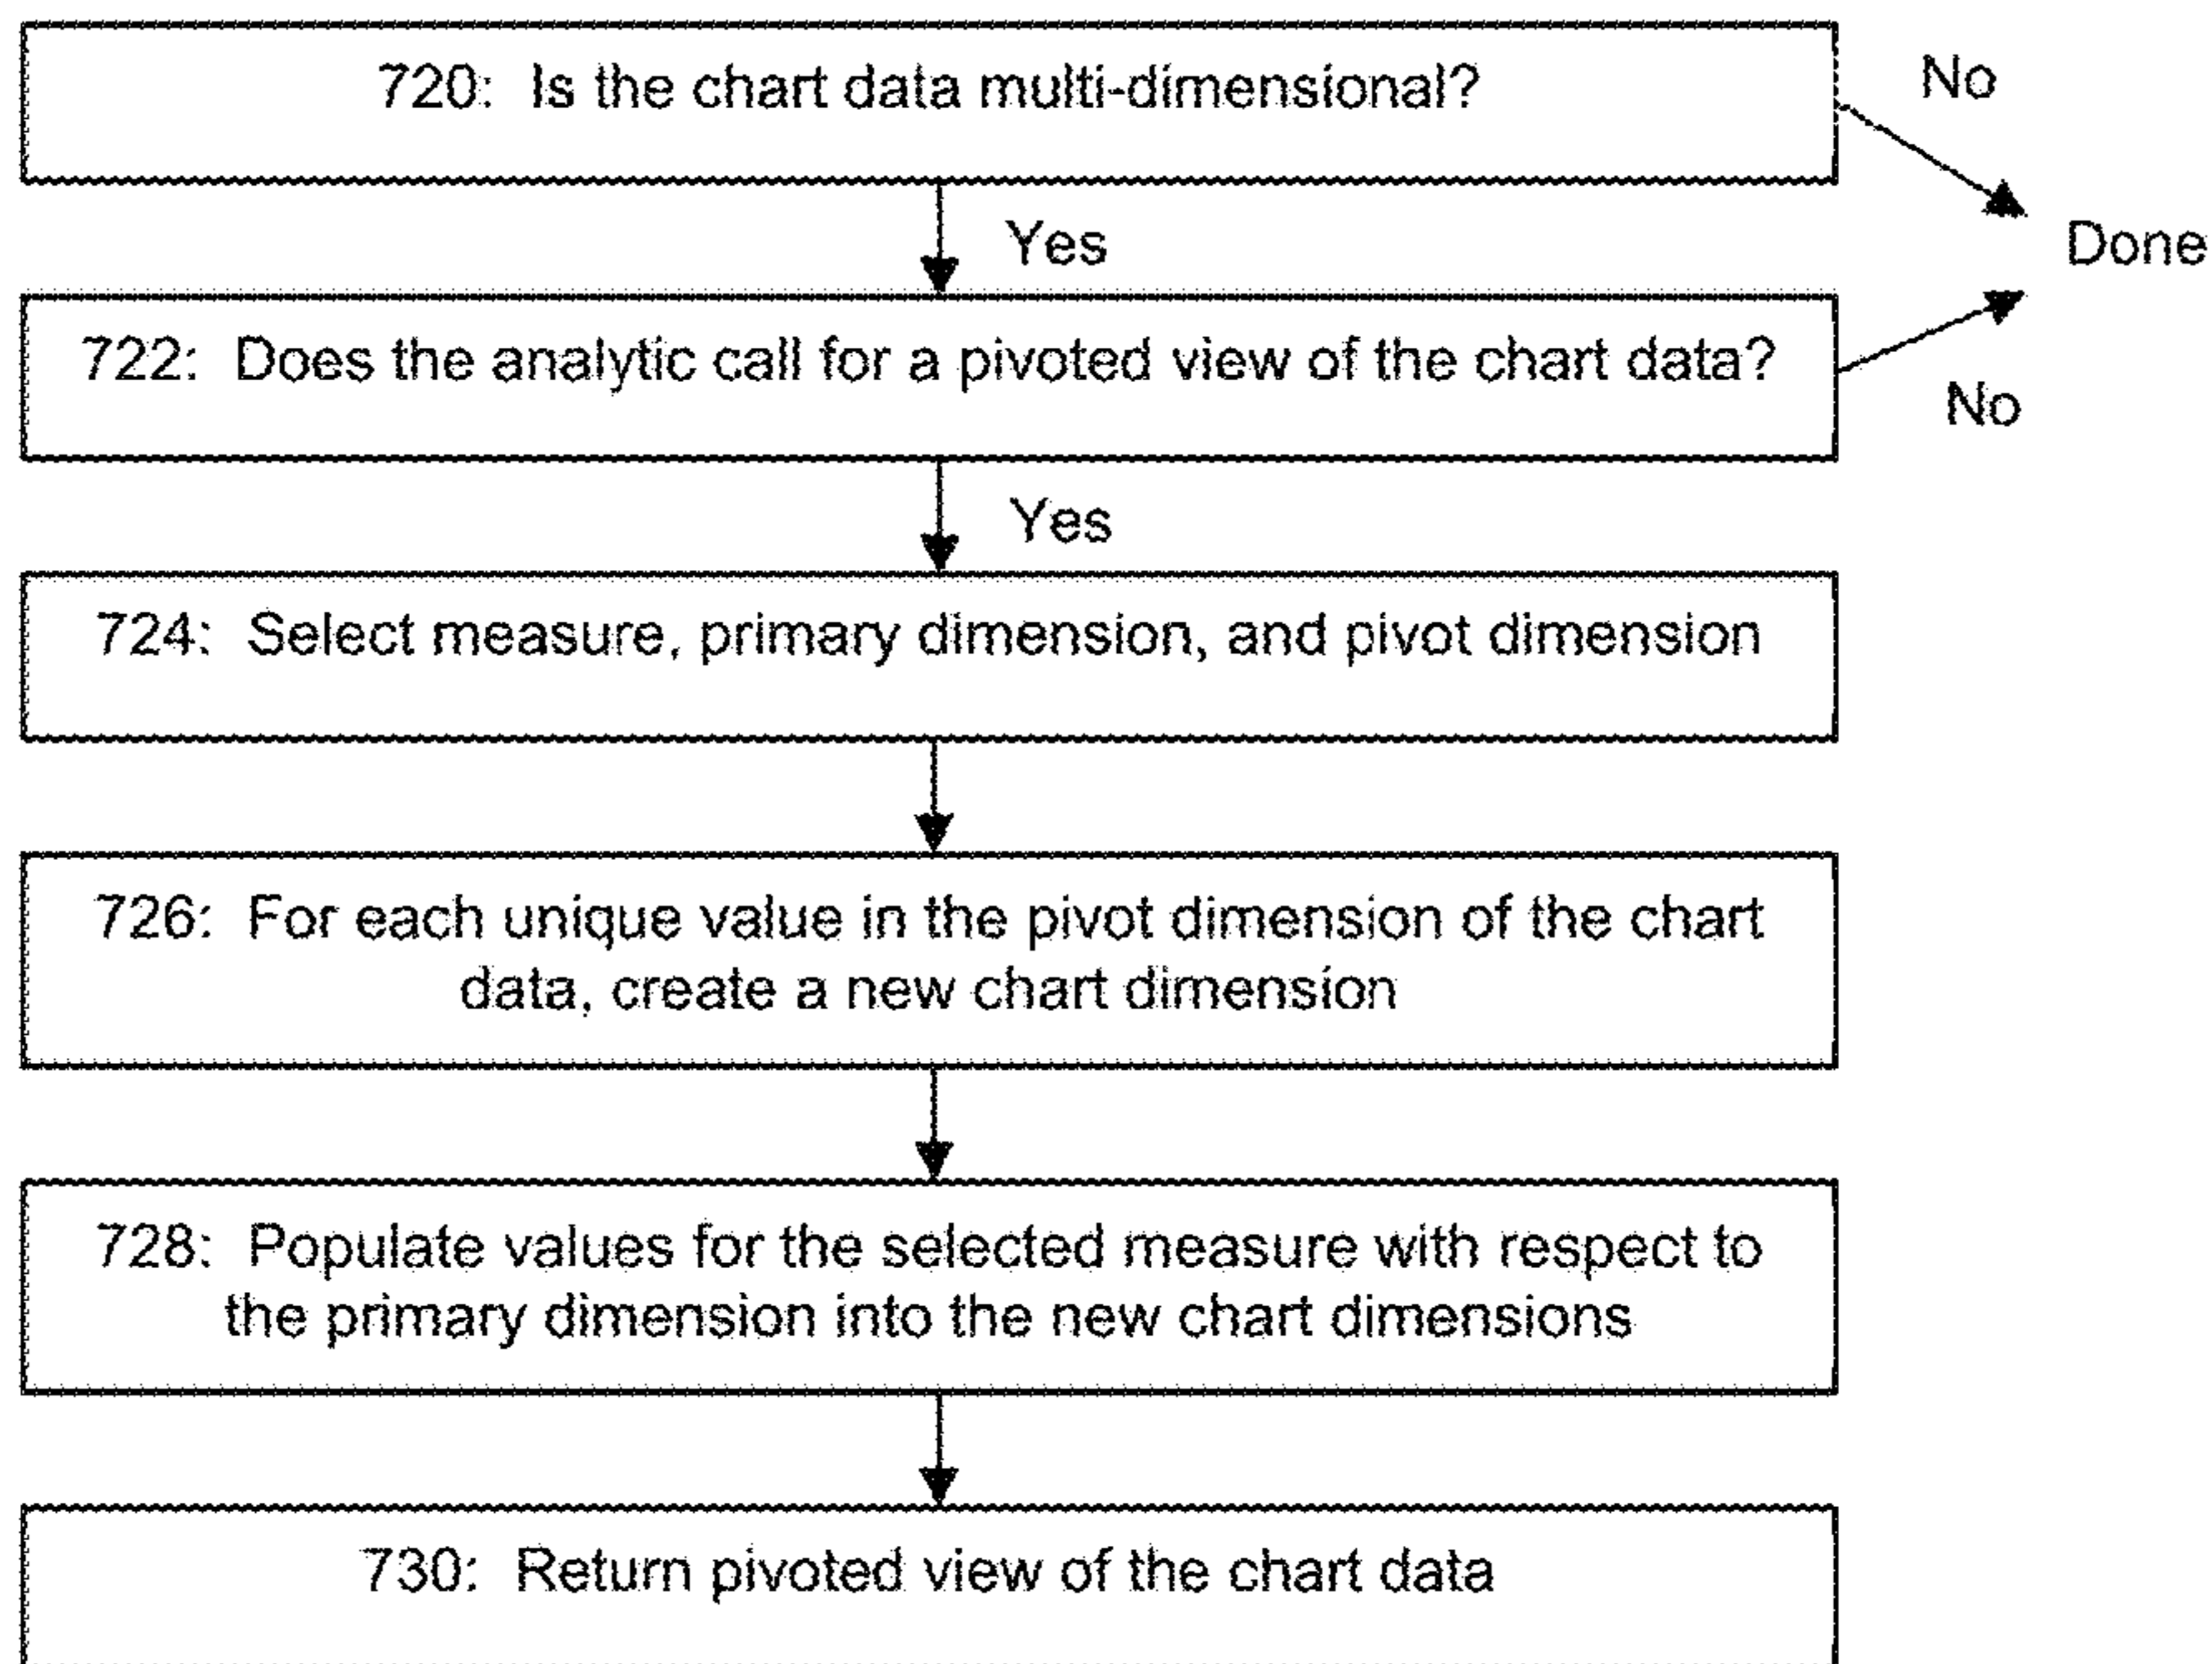 720: Is the chart data multi-dimensional?
No
Yes
Done
722: Does the analytic call for a pivoted view of the chart data?
No
Yes
724: Select measure, primary dimension, and pivot dimension
726: For each unique value in the pivot dimension of the chart
data, create a new chart dimension
728: Populate values for the selected measure with respect to
the primary dimension into the new chart dimensions
730: Return pivoted view of the chart data